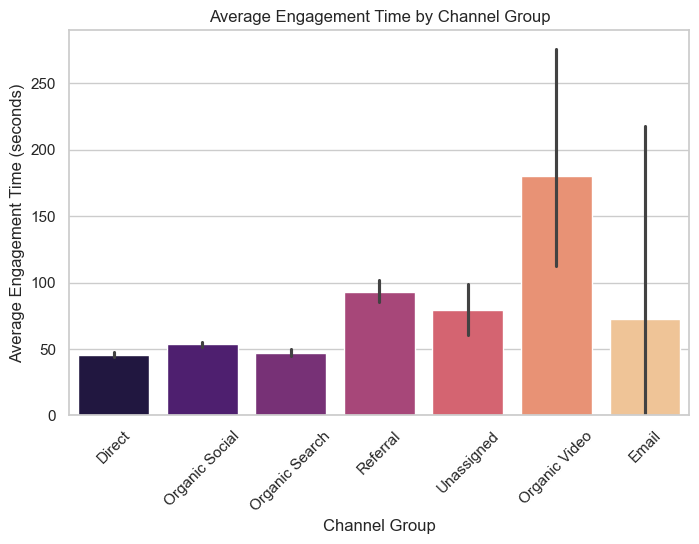 Average Engagement Time by Channel Group
Average Engagement Time (seconds)
250
200
150
100
50
0
Direct
Organic Social
Organic Search
Referral
Unassigned
Organic Video
Email
Channel Group